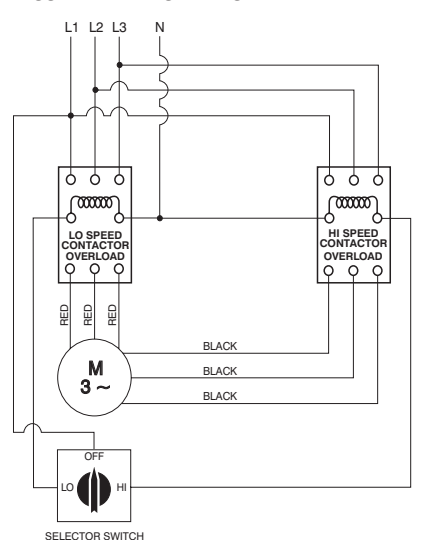 L1 L2 L3 N
LO SPEED
CONTACTOR
OVERLOAD
HI SPEED
CONTACTOR
OVERLOAD
RED RED RED
BLACK
M
3 ~
BLACK
BLACK
OFF
LO HI
SELECTOR SWITCH